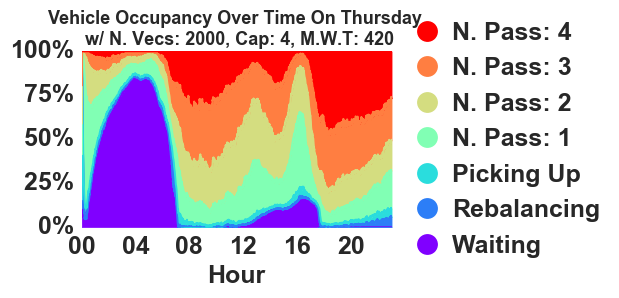 Vehicle Occupancy Over Time On Thursday
w/ N. Vecs: 2000, Cap: 4, M.W.T: 420
100%
75%
50%
25%
0%
00 04 08 12 16 20
Hour
N. Pass: 4
N. Pass: 3
N. Pass: 2
N. Pass: 1
Picking Up
Rebalancing
Waiting